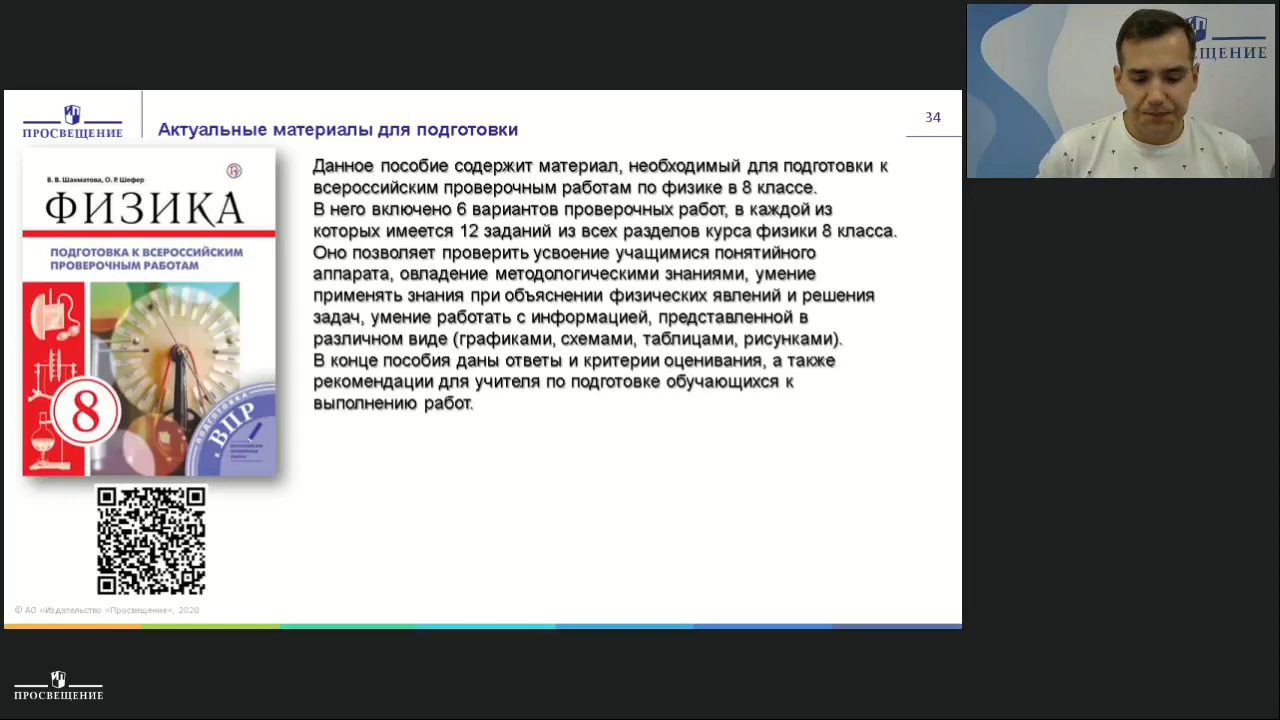 ПРОСВЕЩЕНИЕ
Актуальные материалы для подготовки
34
В. В. Шахматова, О. Р. Шефер
ФИЗИКА
ПОДГОТОВКА К ВСЕРОССИЙСКИМ
ПРОВЕРОЧНЫМ РАБОТАМ
8
ПОДГОТОВКА
К ВПР
Данное пособие содержит материал, необходимый для подготовки к
всероссийским проверочным работам по физике в 8 классе.
В него включено 6 вариантов проверочных работ, в каждой из
которых имеется 12 заданий из всех разделов курса физики 8 класса.
Оно позволяет проверить усвоение учащимися понятийного
аппарата, овладение методологическими знаниями, умение
применять знания при объяснении физических явлений и решения
задач, умение работать с информацией, представленной в
различном виде (графиками, схемами, таблицами, рисунками).
В конце пособия даны ответы и критерии оценивания, а также
рекомендации для учителя по подготовке обучающихся к
выполнению работ.
© АО «Издательство «Просвещение», 2020
ПРОСВЕЩЕНИЕ
ЩЕНИЕ